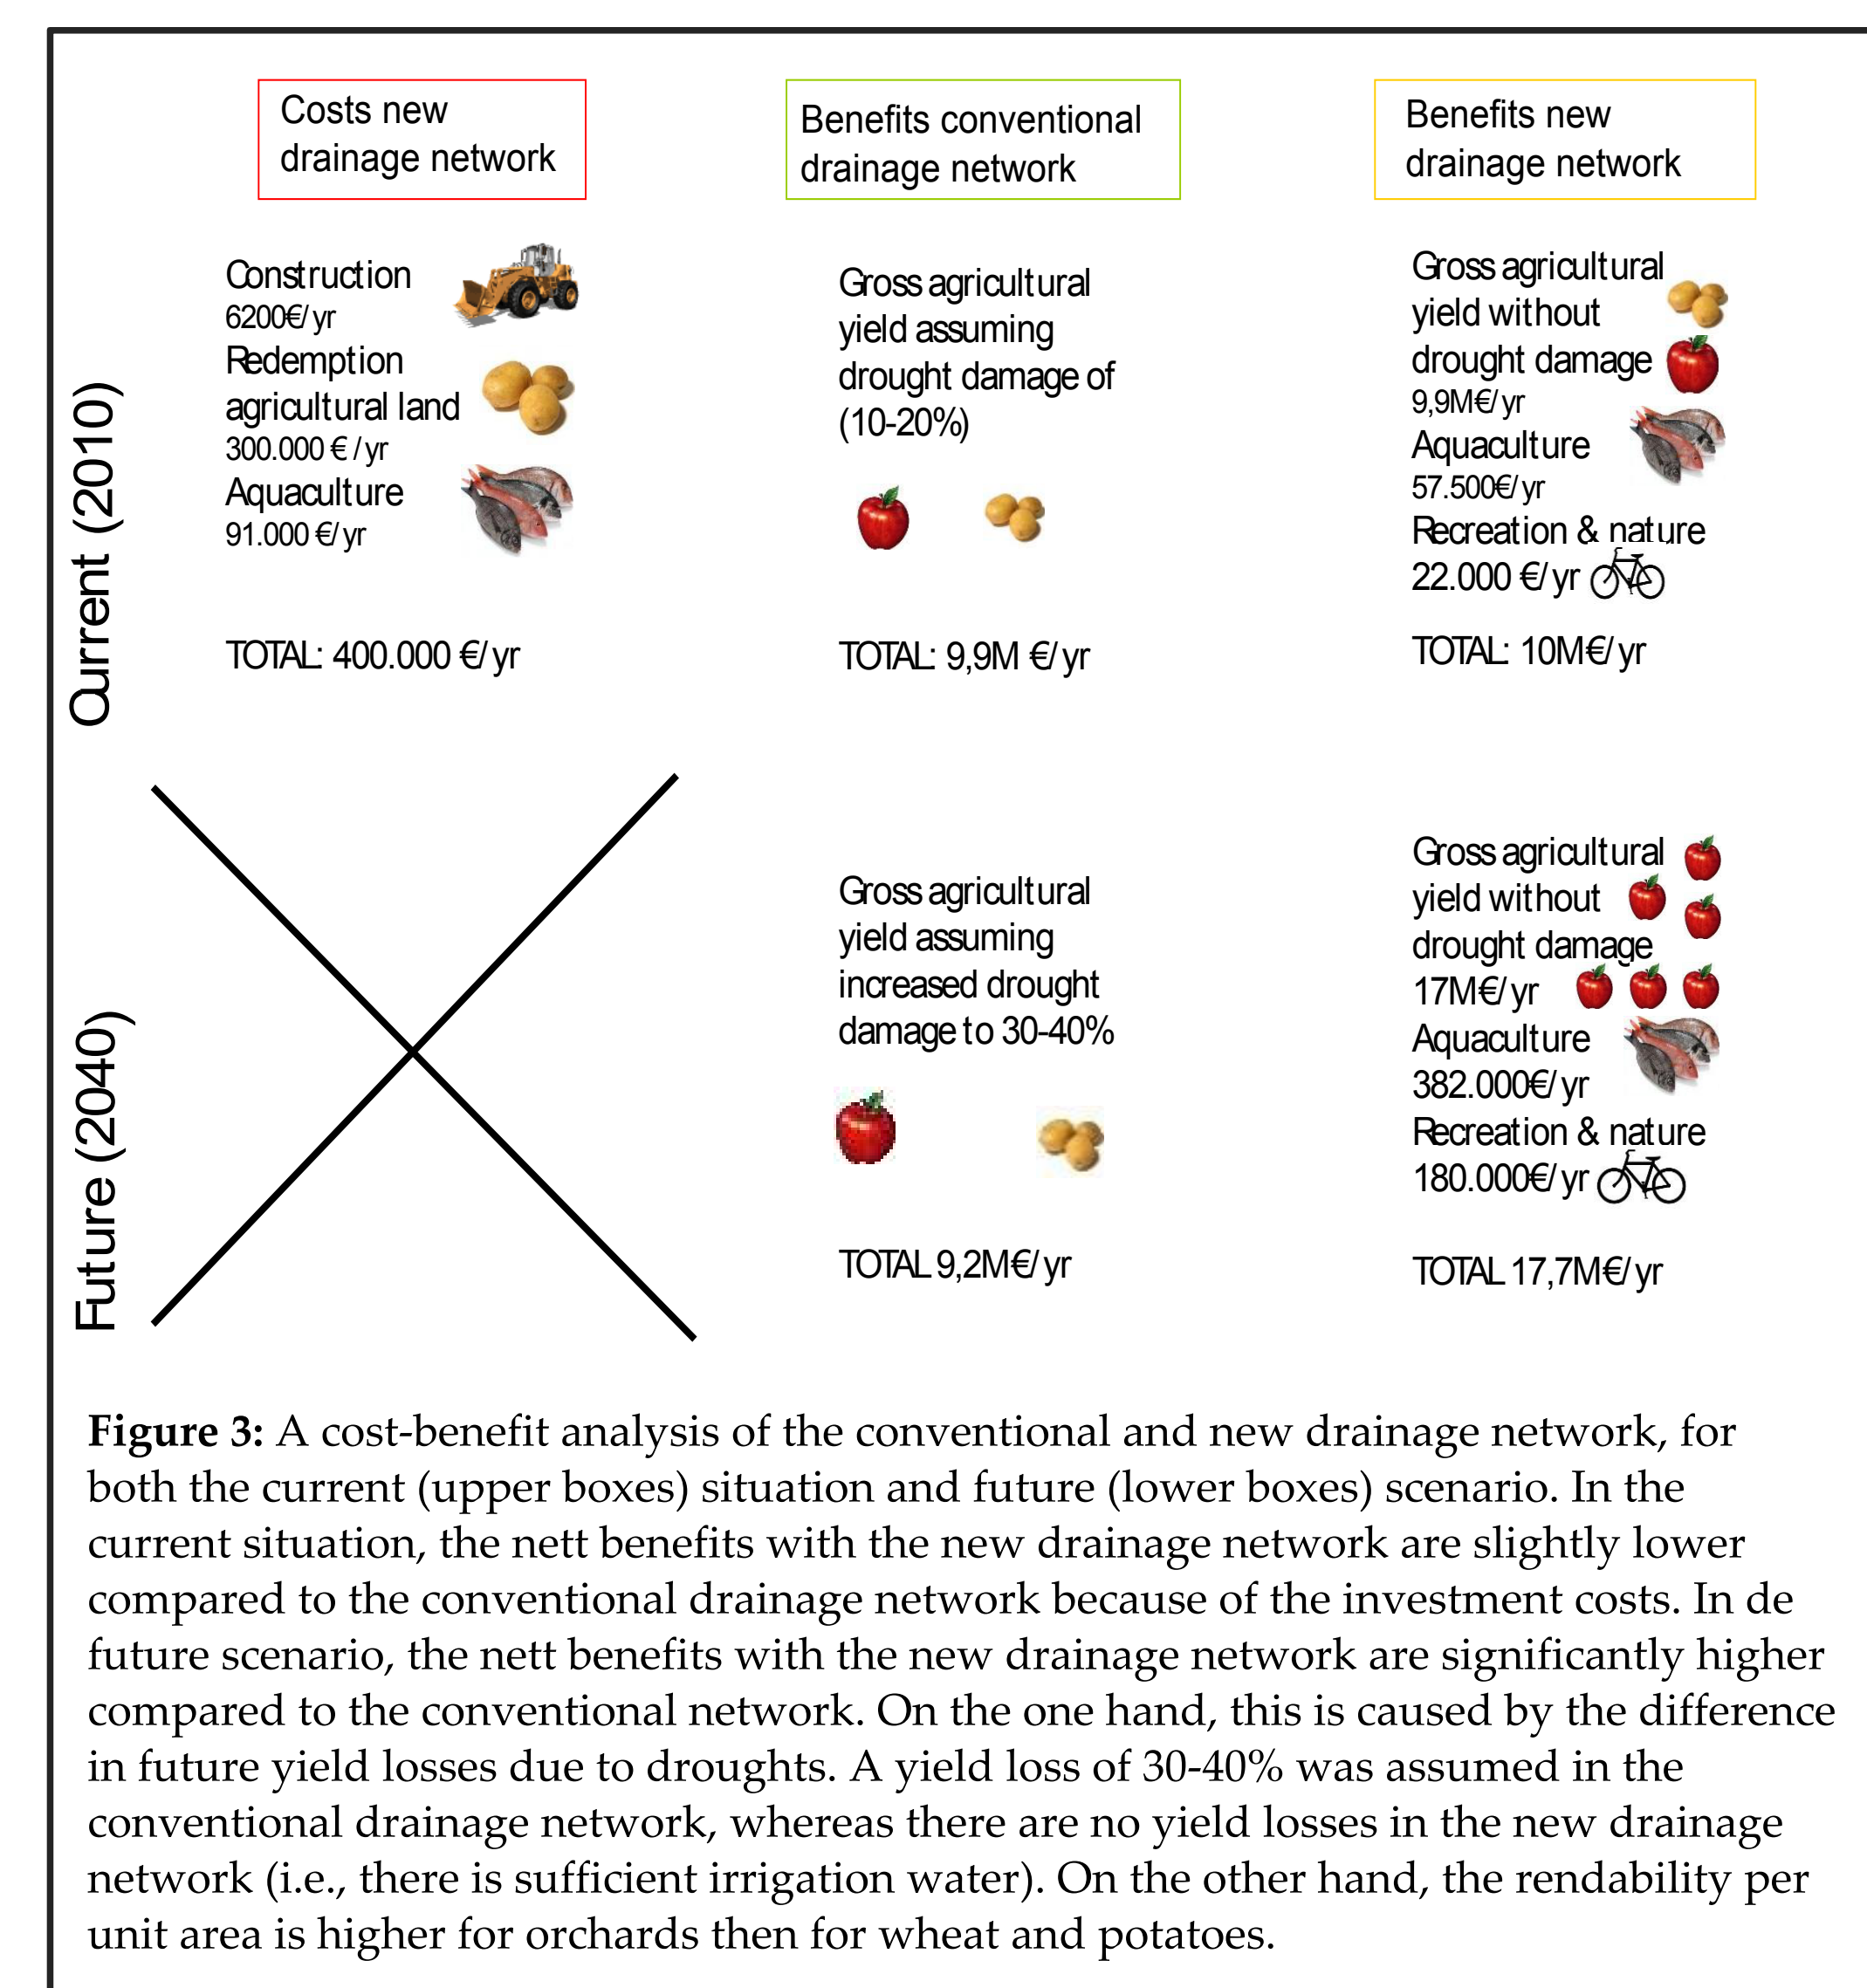 Costs new
drainage network
Benefits conventional
drainage network
Benefits new
drainage network
Current (2010)
Construction
6200€/yr
Redemption
agricultural land
300.000 € /yr
Aquaculture
91.000 €/yr
TOTAL: 400.000 €/yr
Gross agricultural
yield assuming
drought damage of
(10-20%)
TOTAL: 9,9M €/yr
Gross agricultural
yield without
drought damage
9,9M€/yr
Aquaculture
57.500€/yr
Recreation & nature
22.000 €/yr
TOTAL: 10M€/yr
Future (2040)
Gross agricultural
yield assuming
increased drought
damage to 30-40%
TOTAL 9,2M€/yr
Gross agricultural
yield without
drought damage
17M€/yr
Aquaculture
382.000€/yr
Recreation & nature
180.000€/yr
TOTAL 17,7M€/yr
Figure 3: A cost-benefit analysis of the conventional and new drainage network, for
both the current (upper boxes) situation and future (lower boxes) scenario. In the
current situation, the nett benefits with the new drainage network are slightly lower
compared to the conventional drainage network because of the investment costs. In de
future scenario, the nett benefits with the new drainage network are significantly higher
compared to the conventional network. On the one hand, this is caused by the difference
in future yield losses due to droughts. A yield loss of 30-40% was assumed in the
conventional drainage network, whereas there are no yield losses in the new drainage
network (i.e., there is sufficient irrigation water). On the other hand, the rendability per
unit area is higher for orchards then for wheat and potatoes.